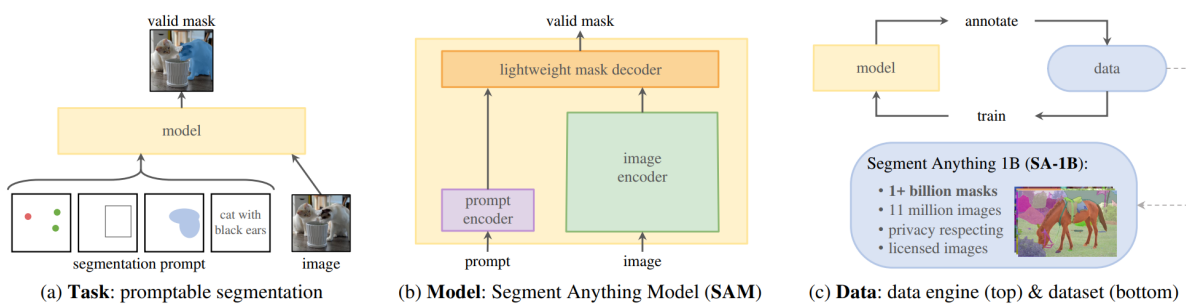 valid mask
model
cat with
black ears
segmentation prompt
image
(a) Task: promptable segmentation
valid mask
lightweight mask decoder
image
encoder
prompt
encoder
prompt
image
(b) Model: Segment Anything Model (SAM)
annotate
model
data
train
Segment Anything 1B (SA-1B):
• 1+ billion masks
• 11 million images
• privacy respecting
• licensed images
(c) Data: data engine (top) & dataset (bottom)